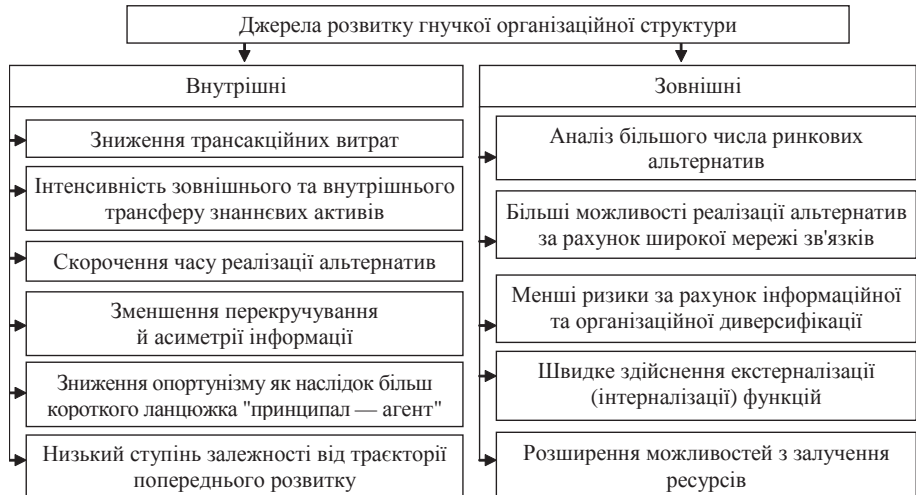 Джерела розвитку гнучкої організаційної структури
Внутрішні
Зниження трансакційних витрат
Інтенсивність зовнішнього та внутрішнього
трансферу знаннєвих активів
Скорочення часу реалізації альтернатив
Зменшення перекручування
й асиметрії інформації
Зниження опортунізму як наслідок більш
короткого ланцюжка "принципал — агент"
Низький ступінь залежності від траєкторії
попереднього розвитку
Зовнішні
Аналіз більшого числа ринкових
альтернатив
Більші можливості реалізації альтернатив
за рахунок широкої мережі зв'язків
Менші ризики за рахунок інформаційної
та організаційної диверсифікації
Швидке здійснення екстерналізації
(інтерналізації) функцій
Розширення можливостей з залучення
ресурсів